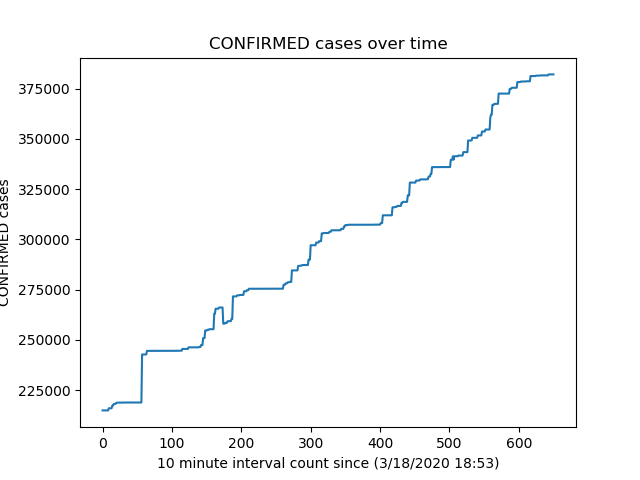 CONFIRMED cases over time
375000
350000
325000
300000
275000
250000
225000
CONFIRMED cases
0 100 200 300 400 500 600
10 minute interval count since (3/18/2020 18:53)